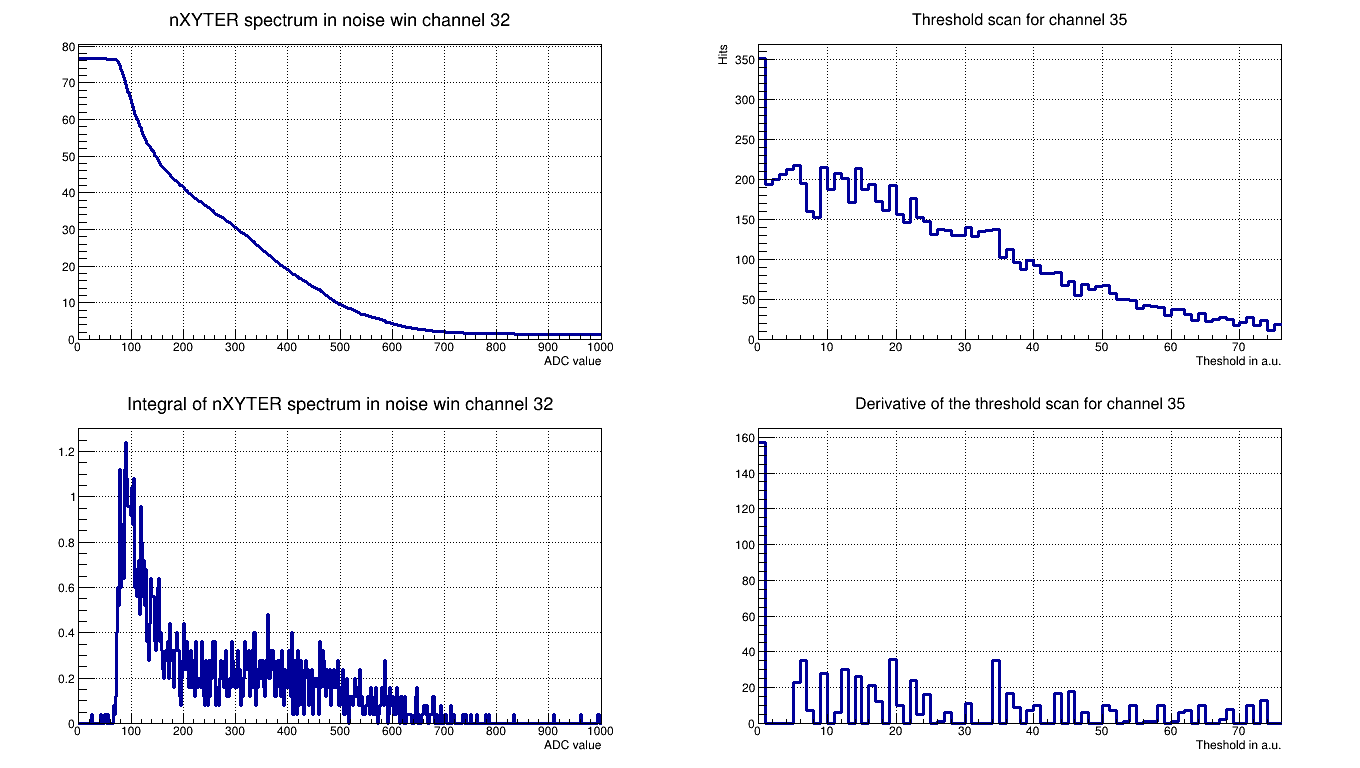 nXYTER spectrum in noise win channel 32
80
70
60
50
40
30
20
10
0
0 100 200 300 400 500 600 700 800 900 1000
ADC value
Threshold scan for channel 35
Hits
350
300
250
200
150
100
50
0
0 10 20 30 40 50 60 70
Theshold in a.u.
Integral of nXYTER spectrum in noise win channel 32
1.2
1
0.8
0.6
0.4
0.2
0
0 100 200 300 400 500 600 700 800 900 1000
ADC value
Derivative of the threshold scan for channel 35
160
140
120
100
80
60
40
20
0
0 10 20 30 40 50 60 70
Theshold in a.u.